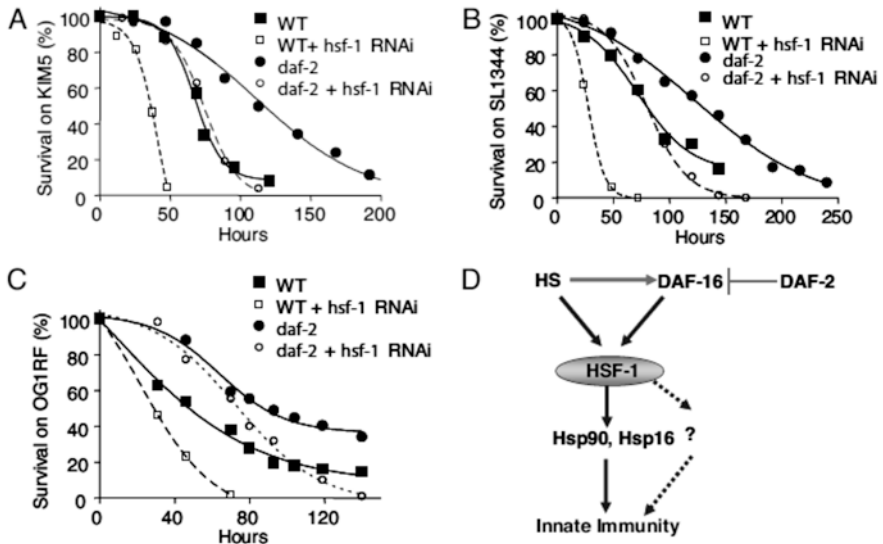 A
Survival on KIM5 (%)
100
80
60
40
20
0
0 50 100 150 200
Hours
WT
WT+ hsf-1 RNAi
daf-2
daf-2 + hsf-1 RNAi
B
Survival on SL1344 (%)
100
80
60
40
20
0
0 50 100 150 200 250
Hours
WT
WT + hsf-1 RNAi
daf-2
daf-2 + hsf-1 RNAi
C
Survival on OG1RF (%)
100
80
60
40
20
0
0 40 80 120
Hours
WT
WT + hsf-1 RNAi
daf-2
daf-2 + hsf-1 RNAi
D
HS DAF-16 DAF-2
HSF-1
Hsp90, Hsp16 ?
Innate Immunity